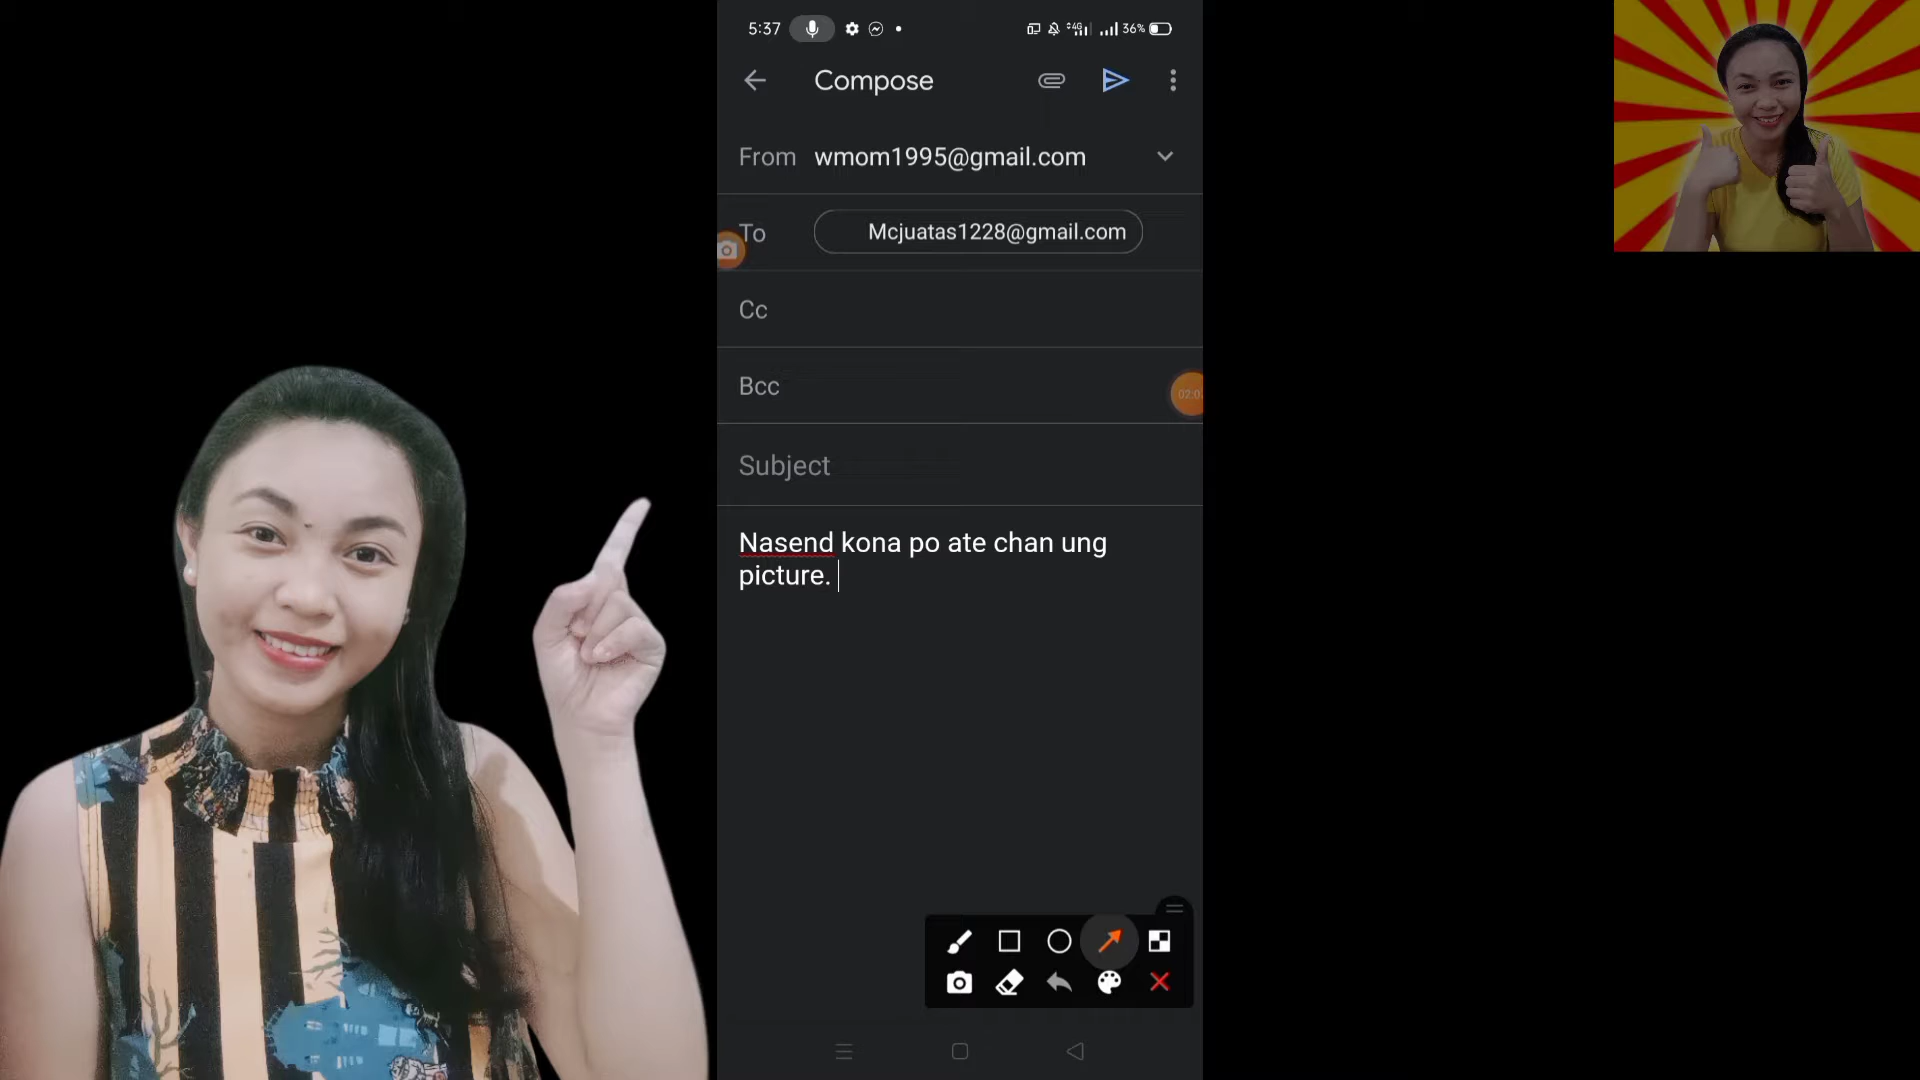 5:37 36%
Compose
From wmom1995@gmail.com
To Mcjuatas1228@gmail.com
Cc
Bcc
Subject
Nasend kona po ate chan ung
picture.